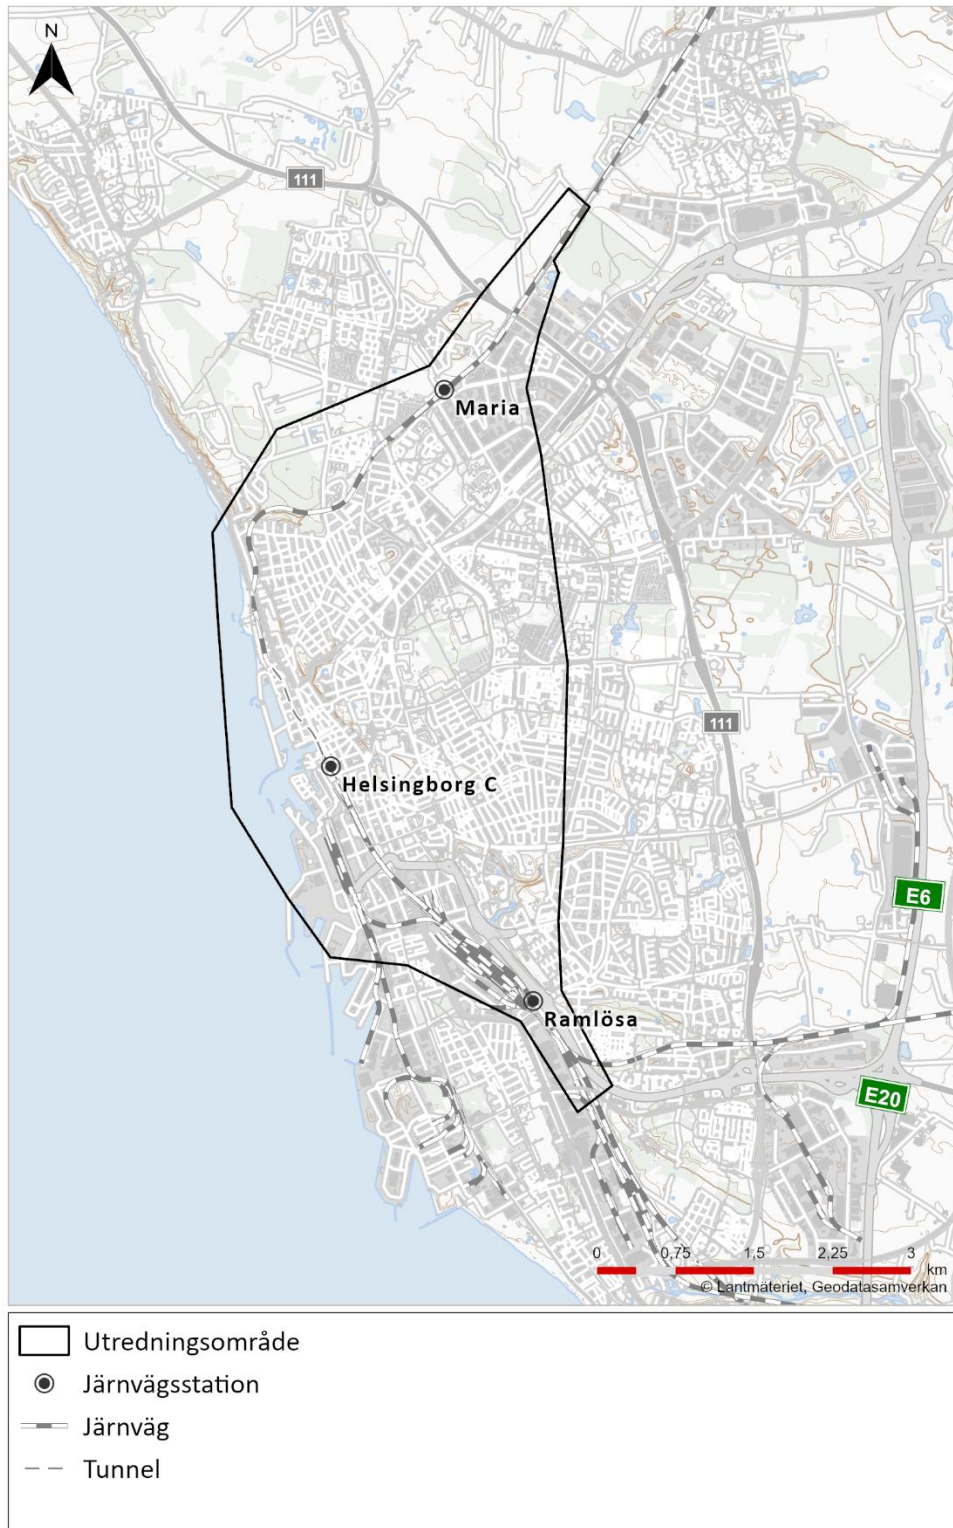 N
111
Maria
111
Helsingborg C
E6
Ramlösa
E20
0 0,75 1,5 2,25 3
km
© Lantmäteriet, Geodatasamverkan
Utredningsområde
Järnvägsstation
Järnväg
Tunnel